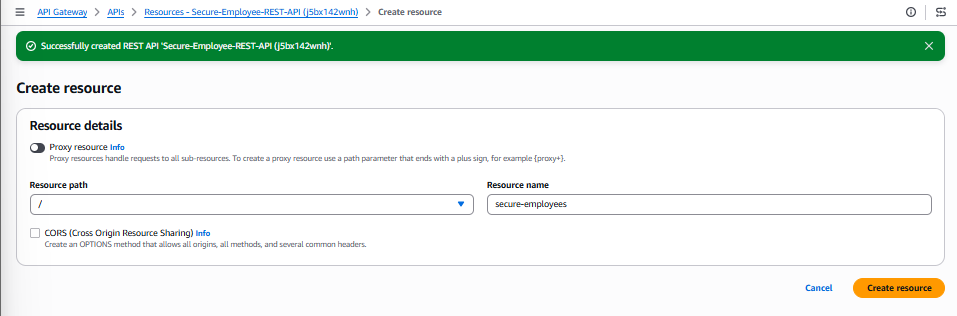 API Gateway > APIs > Resources - Secure-Employee-REST-API (j5bx142wnh) > Create resource
Successfully created REST API 'Secure-Employee-REST-API (j5bx142wnh)'.
Create resource
Resource details
Proxy resource Info
Proxy resources handle requests to all sub-resources. To create a proxy resource use a path parameter that ends with a plus sign, for example {proxy+}.
Resource path
/
Resource name
secure-employees
CORS (Cross Origin Resource Sharing) Info
Create an OPTIONS method that allows all origins, all methods, and several common headers.
Cancel
Create resource